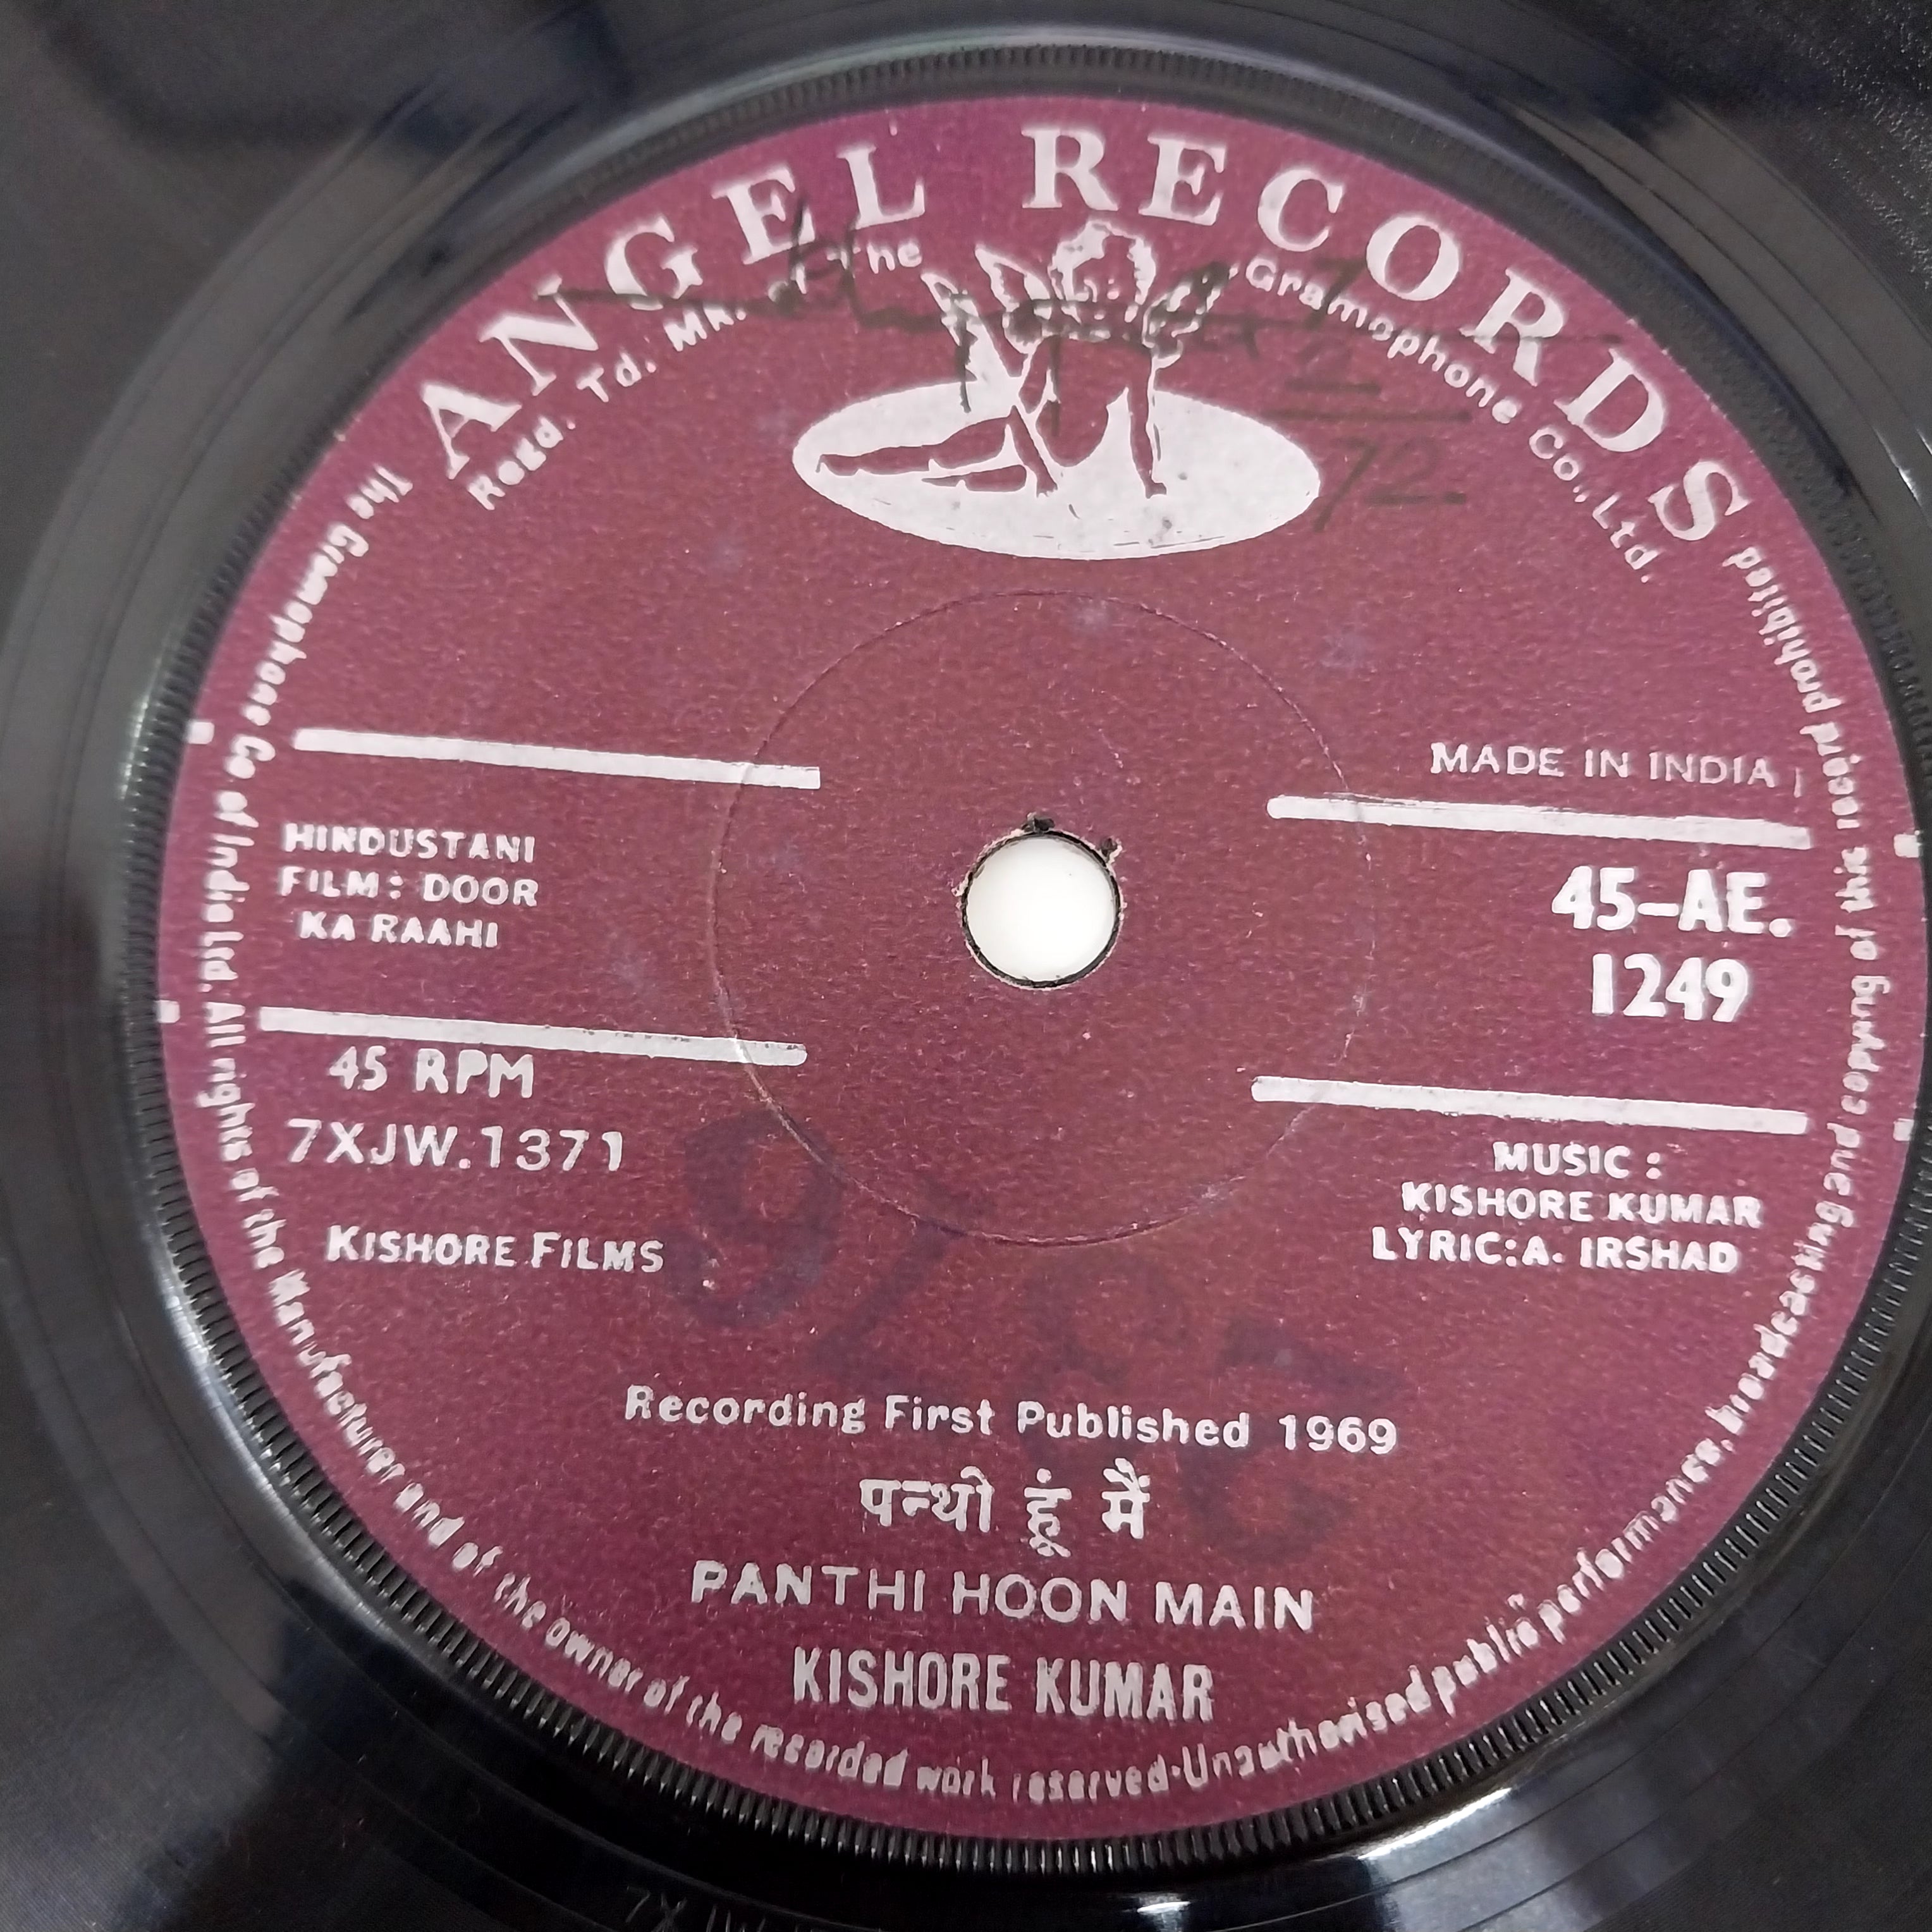 ANGEL RECORDS
Regd. Td. Mk. of The Gramophone Co., Ltd.
MADE IN INDIA
HINDUSTANI
FILM: DOOR
KA RAAHI
45-AE.
1249
45 RPM
7XJW.1371
KISHORE FILMS
MUSIC :
KISHORE KUMAR
LYRIC:A. IRSHAD
Recording First Published 1969
पन्थी हूं मैं
PANTHI HOON MAIN
KISHORE KUMAR
The Gramophone Co of India Ltd. All rights of the Manufacturer and of the owner of the recorded work reserved·Unauthorised public performance, broadcasting and copying of this record prohibited
72.